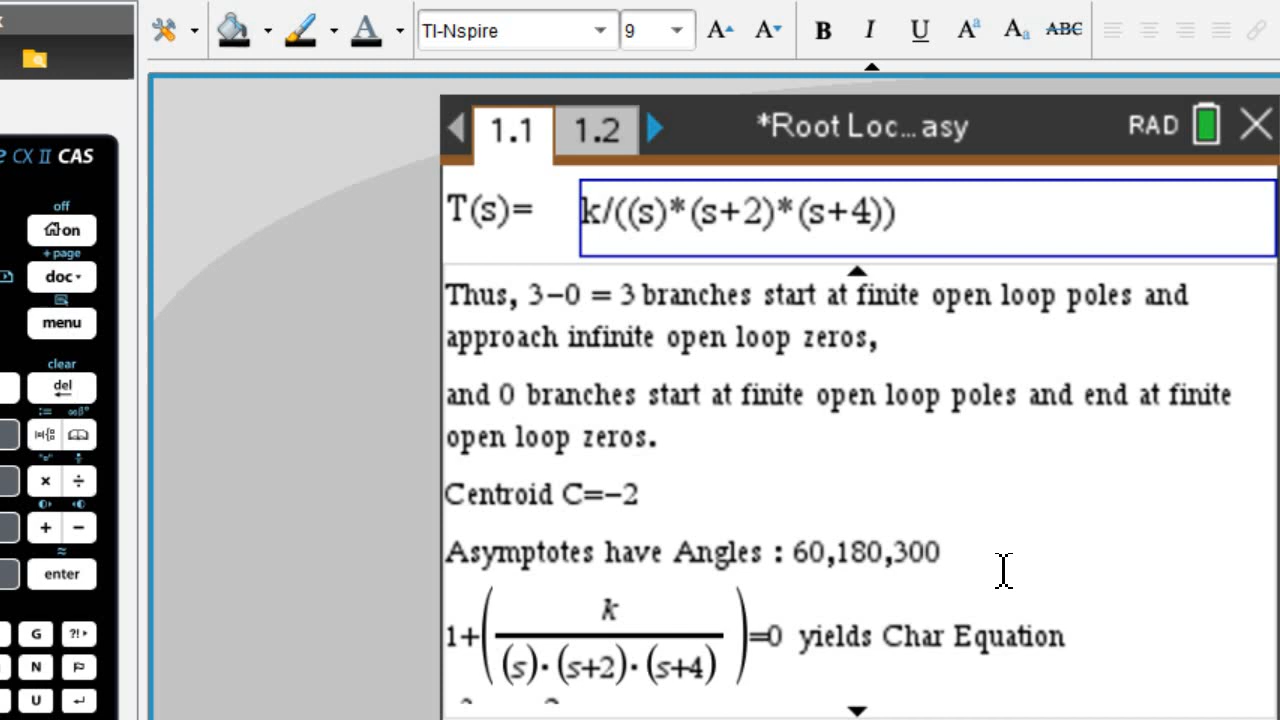 TI-Nspire 9 A A B I U Aa Aa ABC
e CX II CAS
1.1 1.2 *Root Loc...asy RAD
off
on
+ page
doc
menu
clear
del
enter
G ?!
N
U
T(s)= k/((s)*(s+2)*(s+4))
Thus, 3−0 = 3 branches start at finite open loop poles and
approach infinite open loop zeros,
and 0 branches start at finite open loop poles and end at finite
open loop zeros.
Centroid C=−2
Asymptotes have Angles : 60,180,300
1+(k/((s)·(s+2)·(s+4)))=0 yields Char Equation